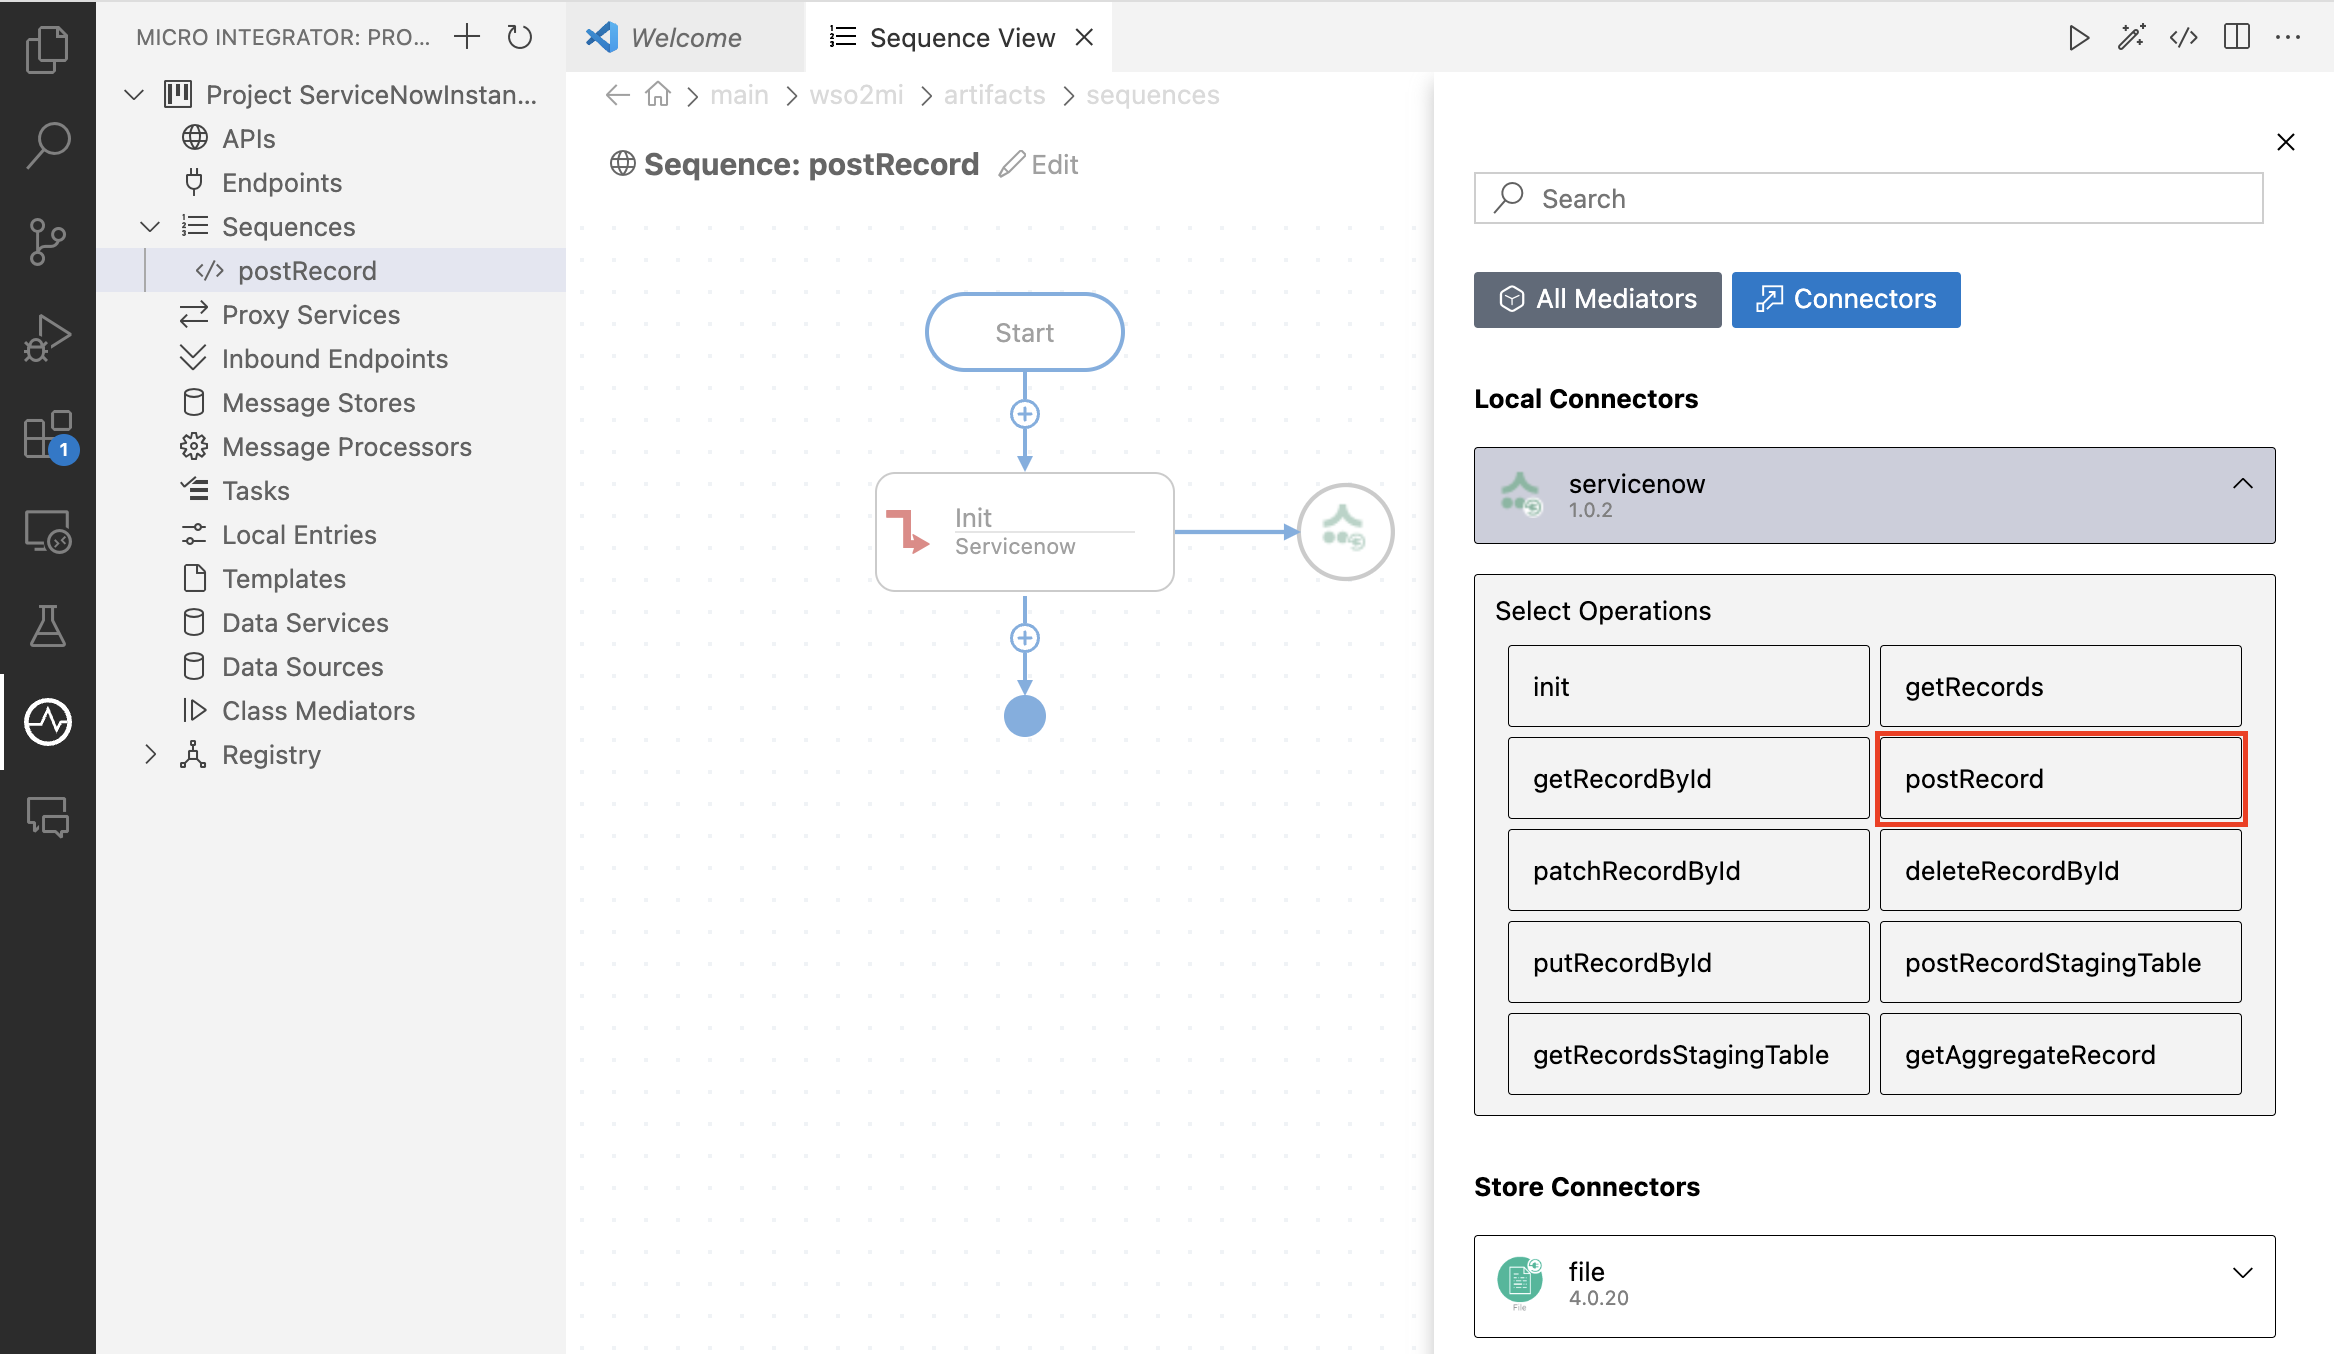 MICRO INTEGRATOR: PRO...
Project ServiceNowInstan...
APIs
Endpoints
Sequences
postRecord
Proxy Services
Inbound Endpoints
Message Stores
Message Processors
Tasks
Local Entries
Templates
Data Services
Data Sources
Class Mediators
Registry
1
Welcome
Sequence View
main > wso2mi > artifacts > sequences
Sequence: postRecord Edit
Start
Init
Servicenow
Search
All Mediators
Connectors
Local Connectors
servicenow
1.0.2
Select Operations
init
getRecords
getRecordById
postRecord
patchRecordById
deleteRecordById
putRecordById
postRecordStagingTable
getRecordsStagingTable
getAggregateRecord
Store Connectors
file
4.0.20
File